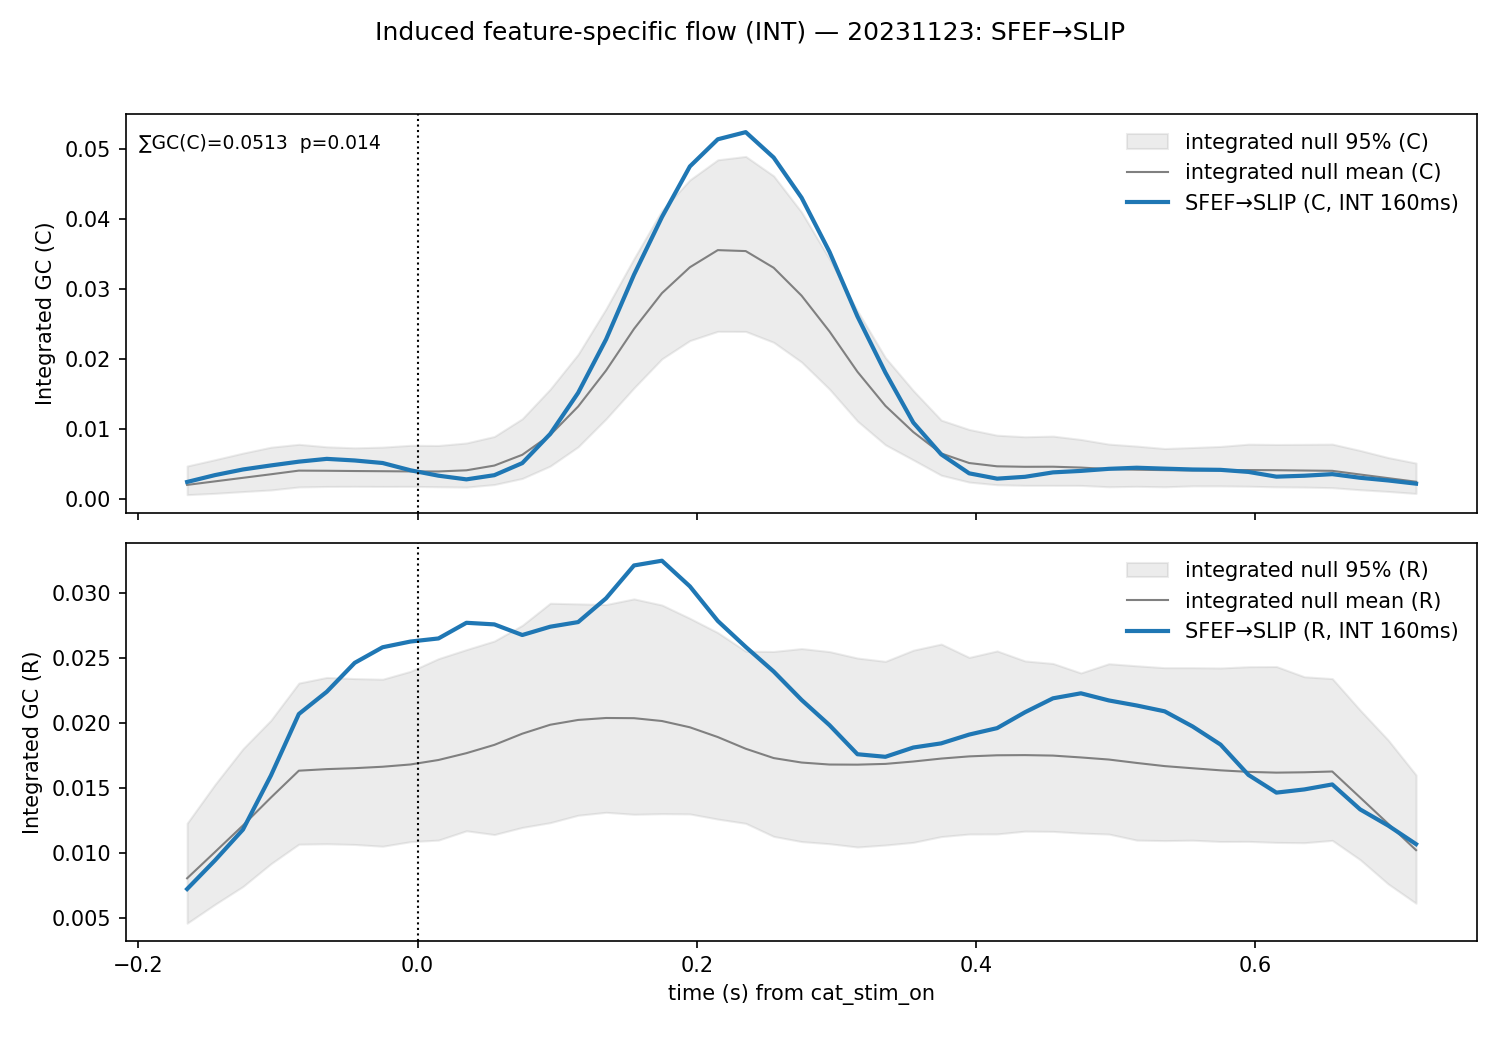 Induced feature-specific flow (INT) — 20231123: SFEF→SLIP
∑GC(C)=0.0513  p=0.014
integrated null 95% (C)
integrated null mean (C)
SFEF→SLIP (C, INT 160ms)
Integrated GC (C)
0.05
0.04
0.03
0.02
0.01
0.00
integrated null 95% (R)
integrated null mean (R)
SFEF→SLIP (R, INT 160ms)
Integrated GC (R)
0.030
0.025
0.020
0.015
0.010
0.005
−0.2 0.0 0.2 0.4 0.6
time (s) from cat_stim_on